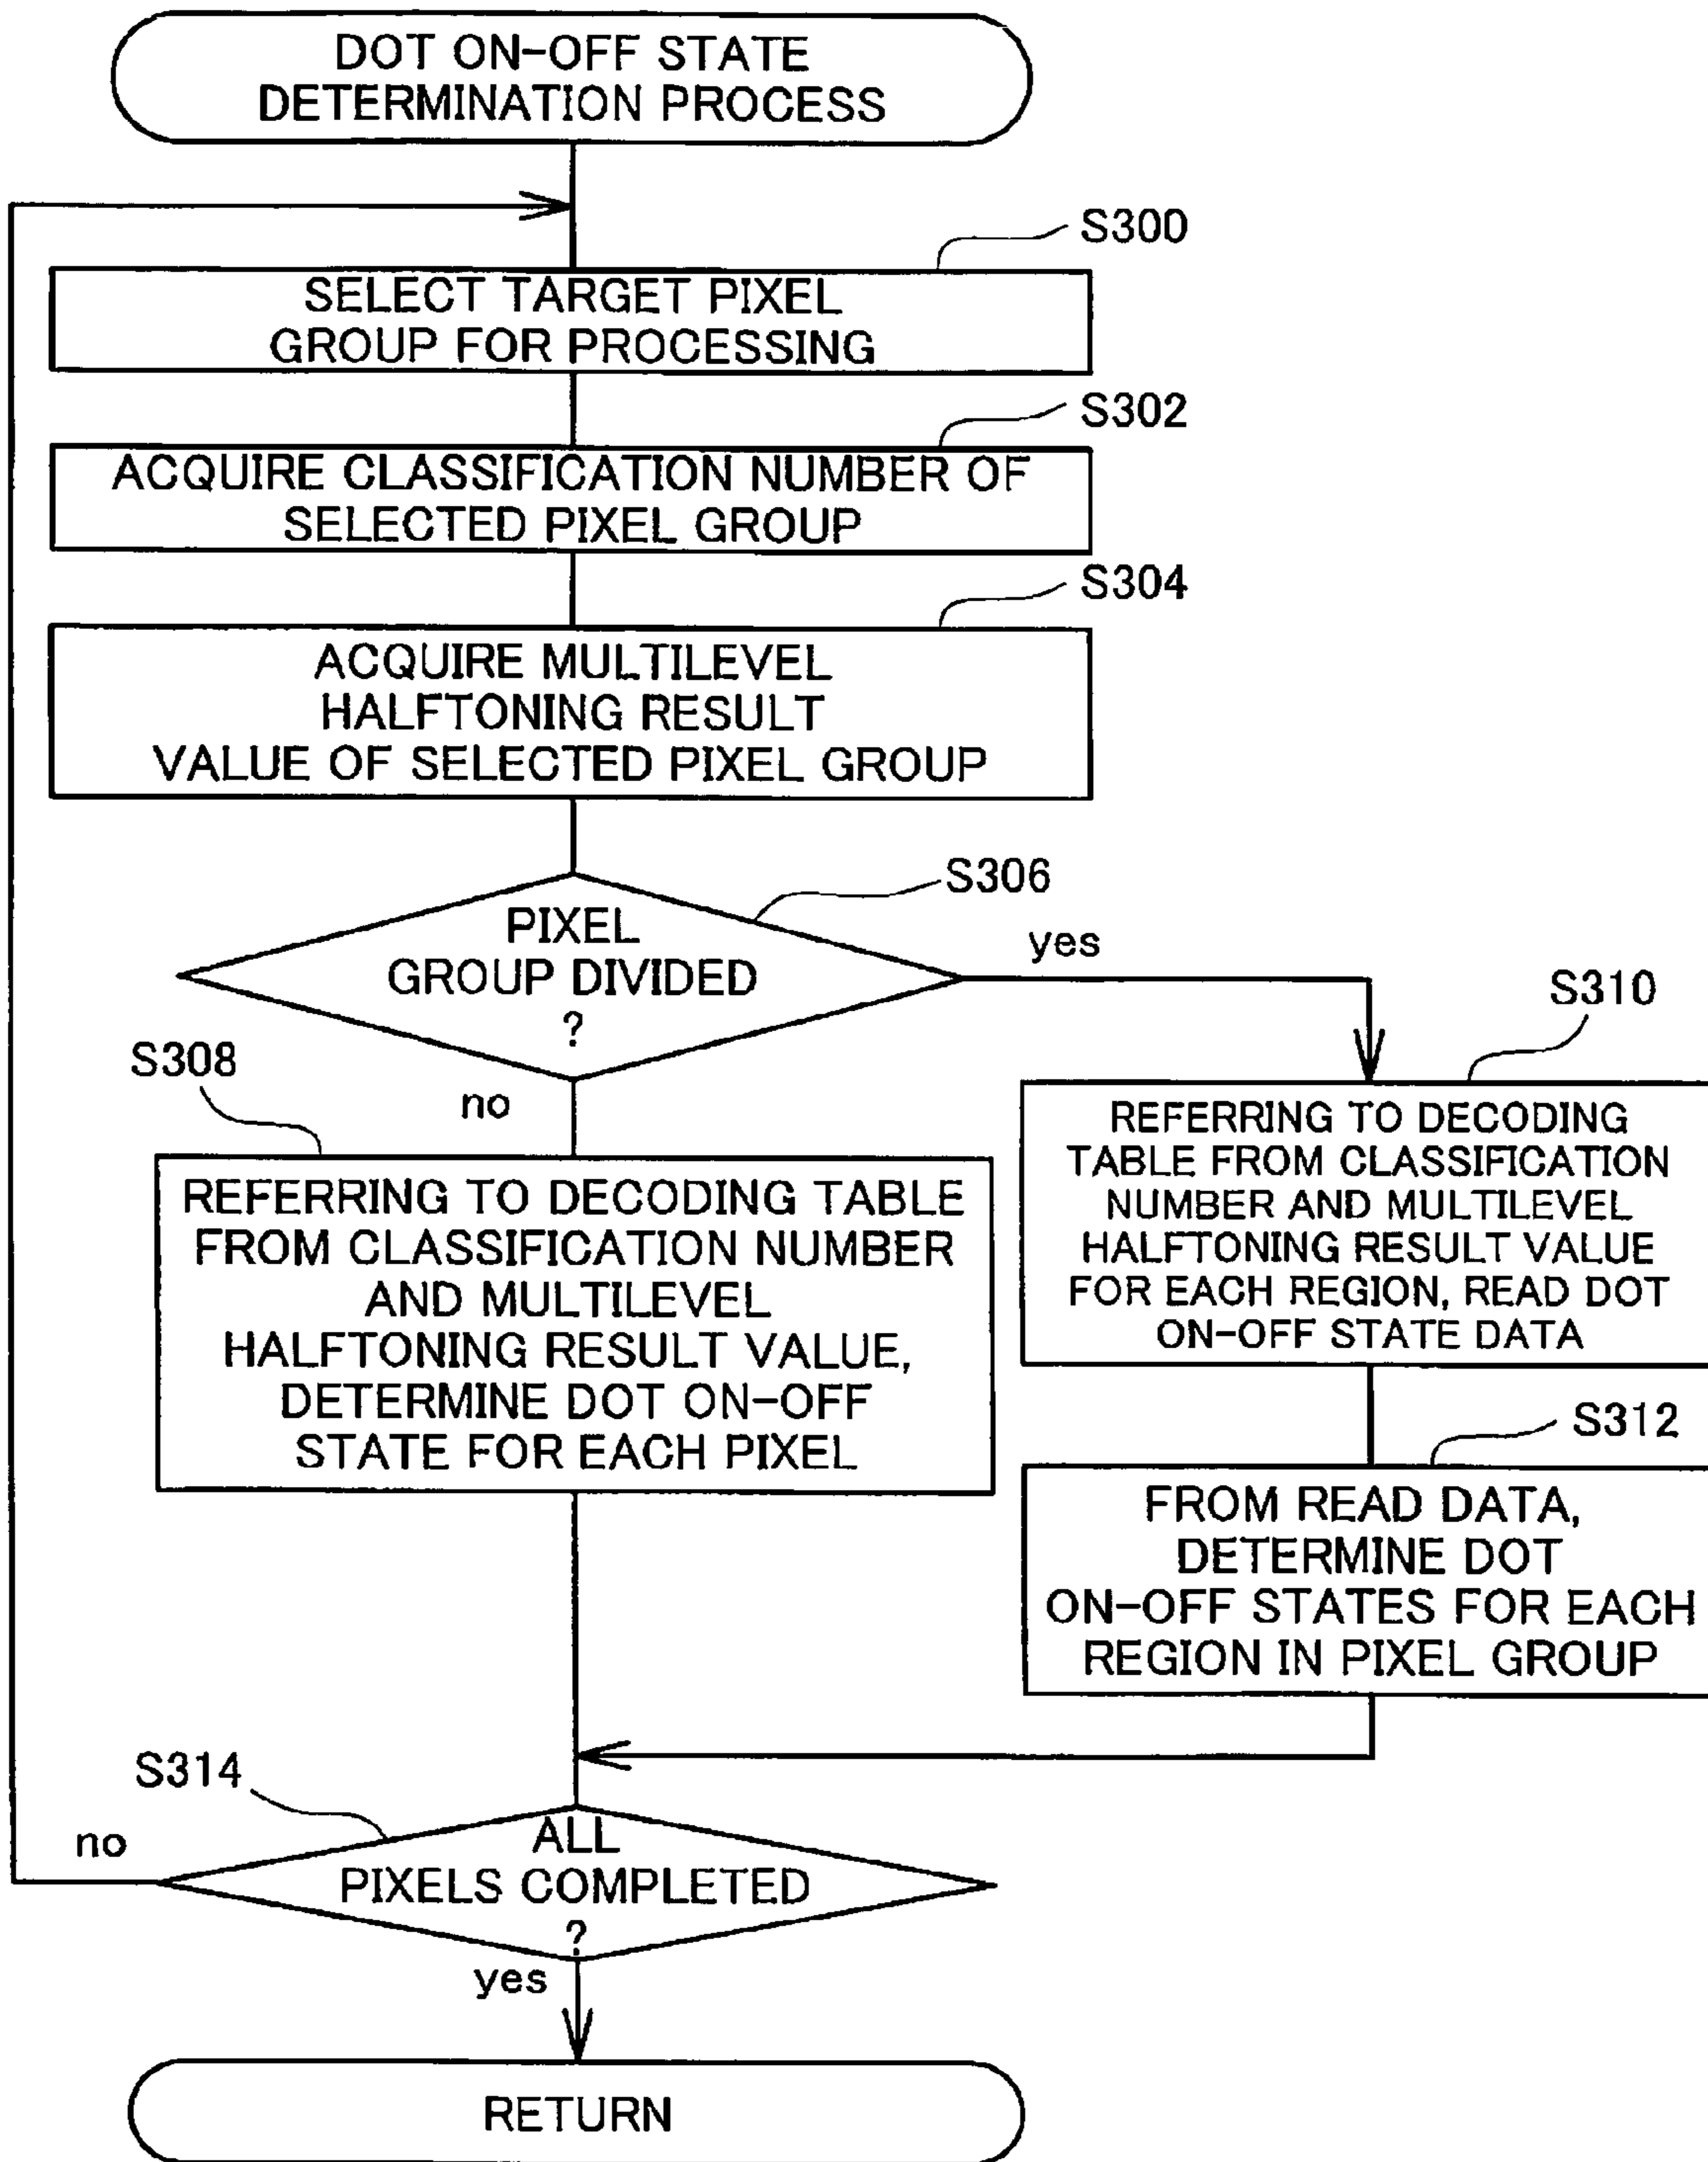 DOT ON-OFF STATE
DETERMINATION PROCESS
S300
SELECT TARGET PIXEL
GROUP FOR PROCESSING
S302
ACQUIRE CLASSIFICATION NUMBER OF
SELECTED PIXEL GROUP
S304
ACQUIRE MULTILEVEL
HALFTONING RESULT
VALUE OF SELECTED PIXEL GROUP
S306
PIXEL
GROUP DIVIDED
?
yes
no
S308
REFERRING TO DECODING TABLE
FROM CLASSIFICATION NUMBER
AND MULTILEVEL
HALFTONING RESULT VALUE,
DETERMINE DOT ON-OFF
STATE FOR EACH PIXEL
S310
REFERRING TO DECODING
TABLE FROM CLASSIFICATION
NUMBER AND MULTILEVEL
HALFTONING RESULT VALUE
FOR EACH REGION, READ DOT
ON-OFF STATE DATA
S312
FROM READ DATA,
DETERMINE DOT
ON-OFF STATES FOR EACH
REGION IN PIXEL GROUP
S314
no
ALL
PIXELS COMPLETED
?
yes
RETURN